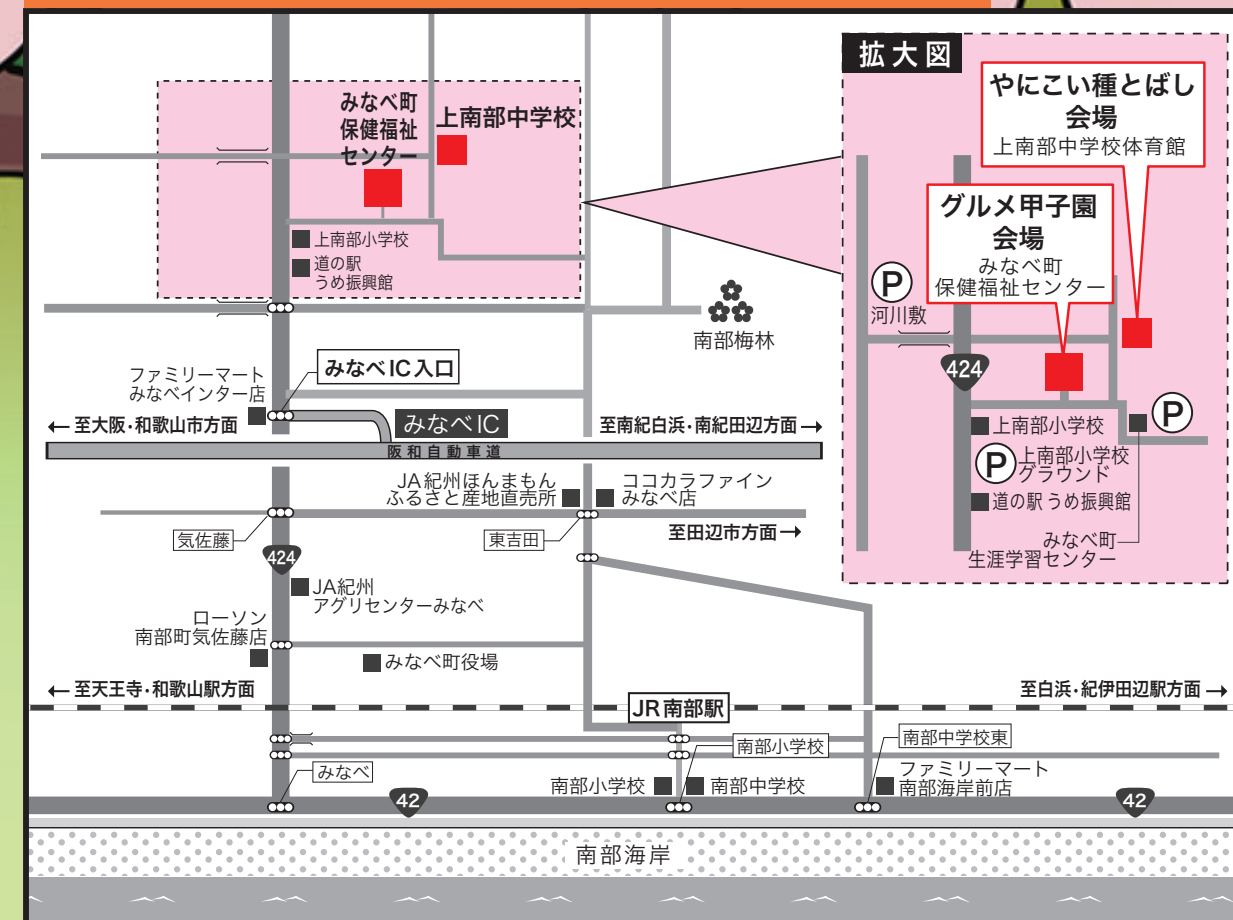 拡大図
やにこい種とばし
会場
上南部中学校体育館
グルメ甲子園
会場
みなべ町
保健福祉センター
P
河川敷
424
上南部小学校
P
P
上南部小学校
グラウンド
道の駅 うめ振興館
みなべ町
生涯学習センター
みなべ町
保健福祉
センター
上南部中学校
上南部小学校
道の駅
うめ振興館
南部梅林
みなべIC入口
ファミリーマート
みなべインター店
←至大阪・和歌山市方面
みなべIC
至南紀白浜・南紀田辺方面→
阪和自動車道
JA紀州ほんまもん
ふるさと産地直売所
ココカラファイン
みなべ店
気佐藤
東吉田
至田辺市方面→
424
JA紀州
アグリセンターみなべ
ローソン
南部町気佐藤店
みなべ町役場
←至天王寺・和歌山駅方面
至白浜・紀伊田辺駅方面→
JR南部駅
南部小学校
南部中学校東
みなべ
南部小学校
南部中学校
ファミリーマート
南部海岸前店
42
42
南部海岸